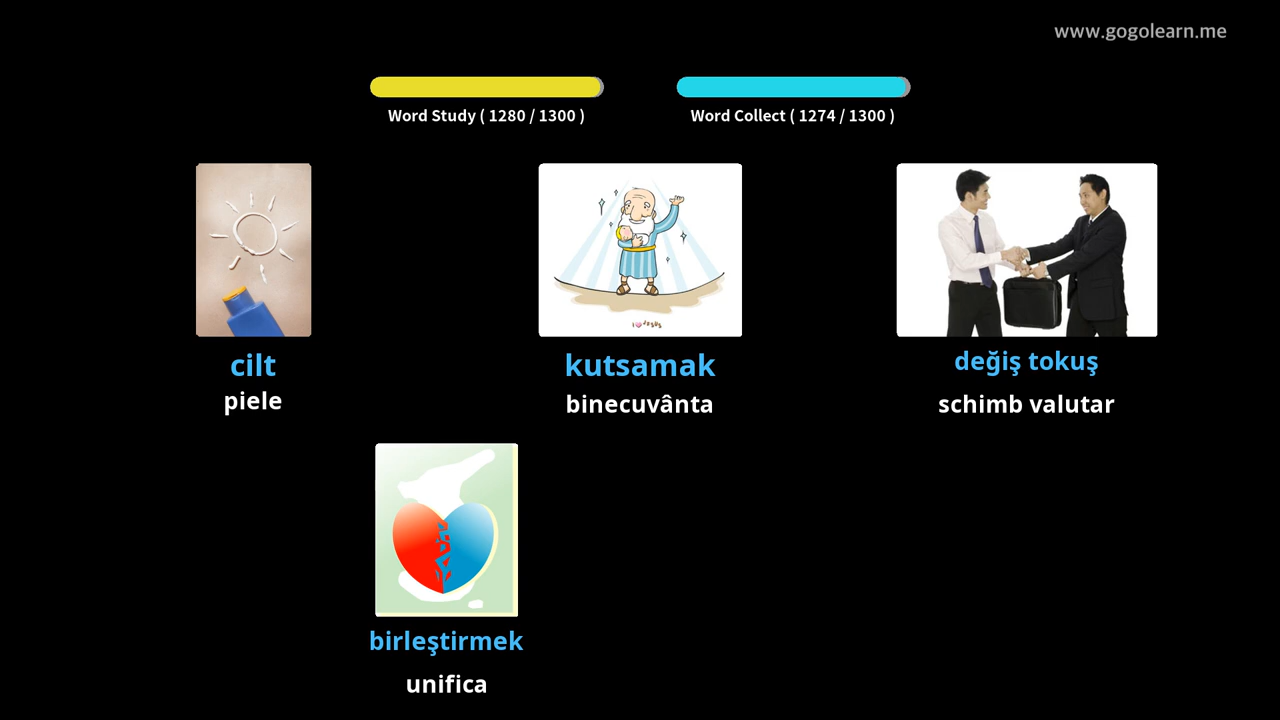 www.gogolearn.me
Word Study ( 1280 / 1300 )
Word Collect ( 1274 / 1300 )
I ❤ JESUS
cilt
piele
kutsamak
binecuvânta
değiş tokuş
schimb valutar
birleştirmek
unifica